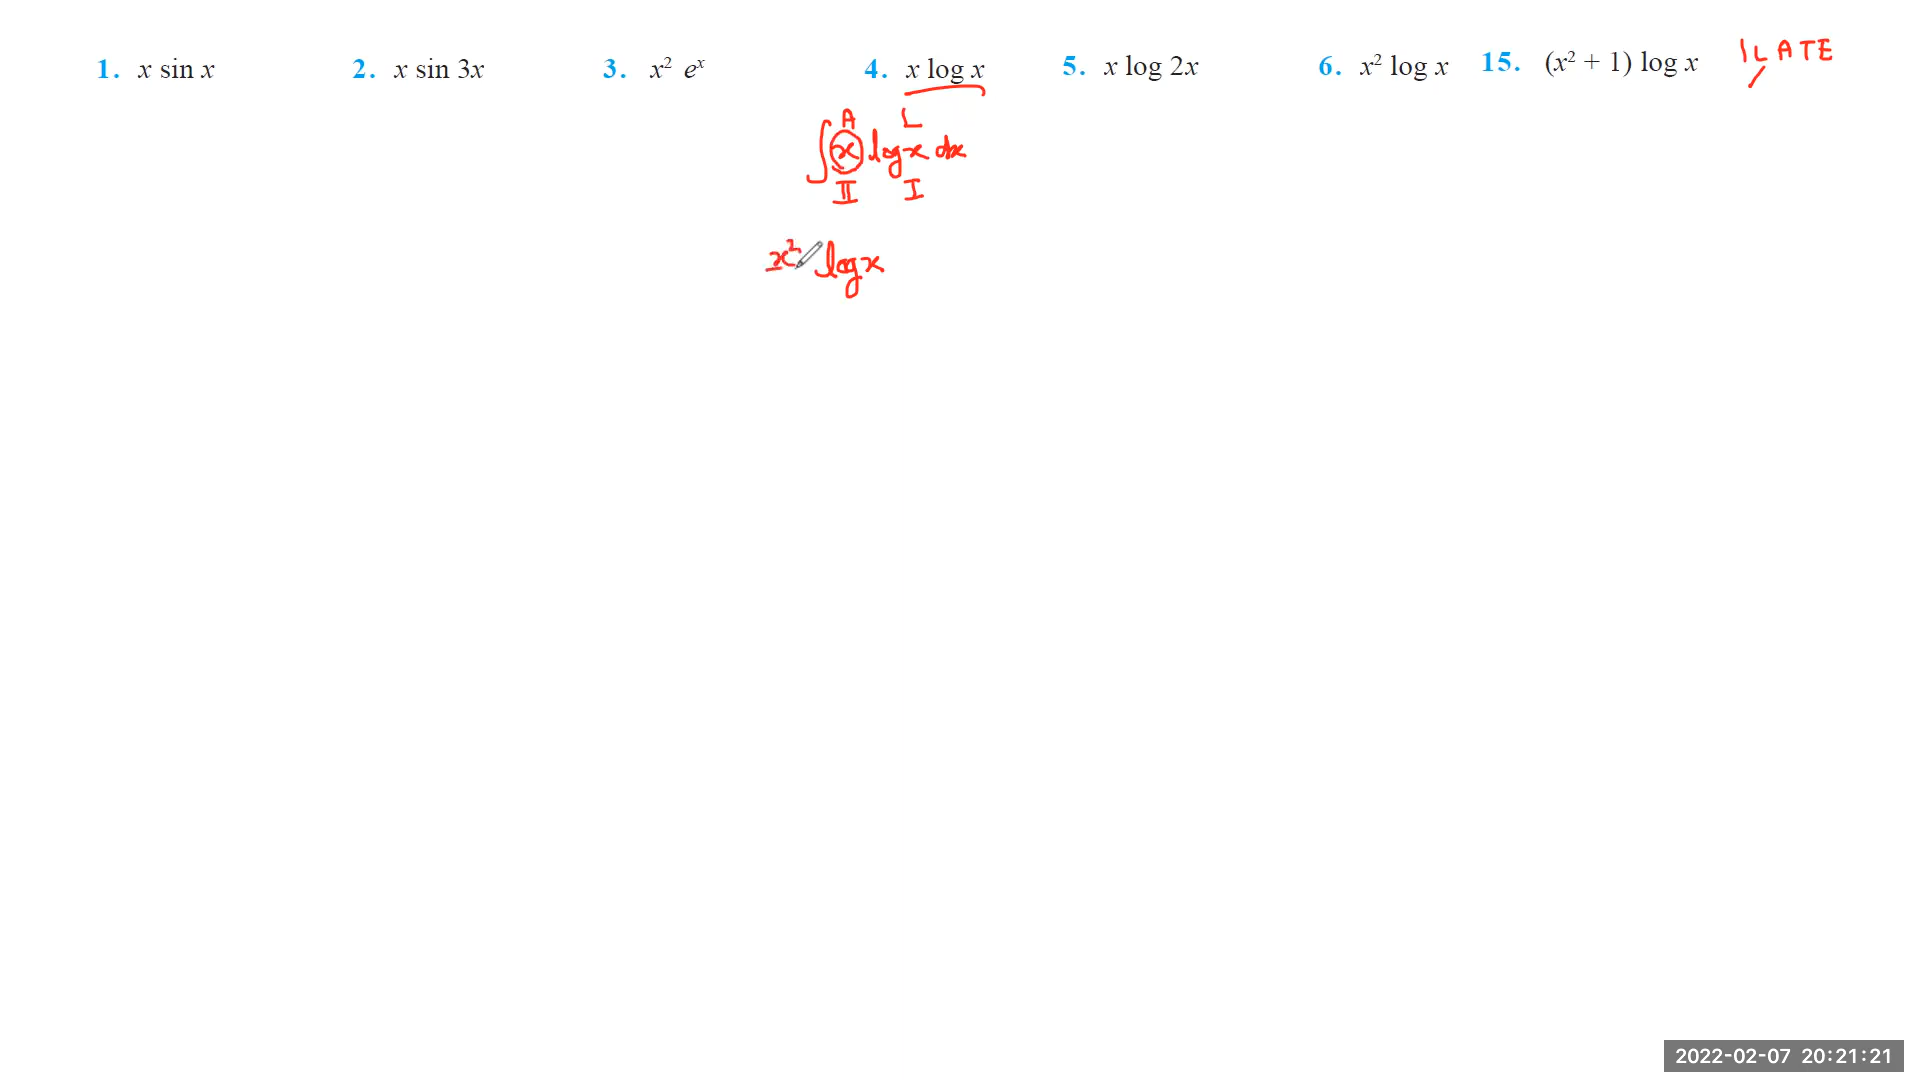 1. x sin x 2. x sin 3x 3. x² eˣ 4. x log x 5. x log 2x 6. x² log x 15. (x² + 1) log x ILATE
A L
∫ x log x dx
II I
x² log x
2022-02-07 20:21:21